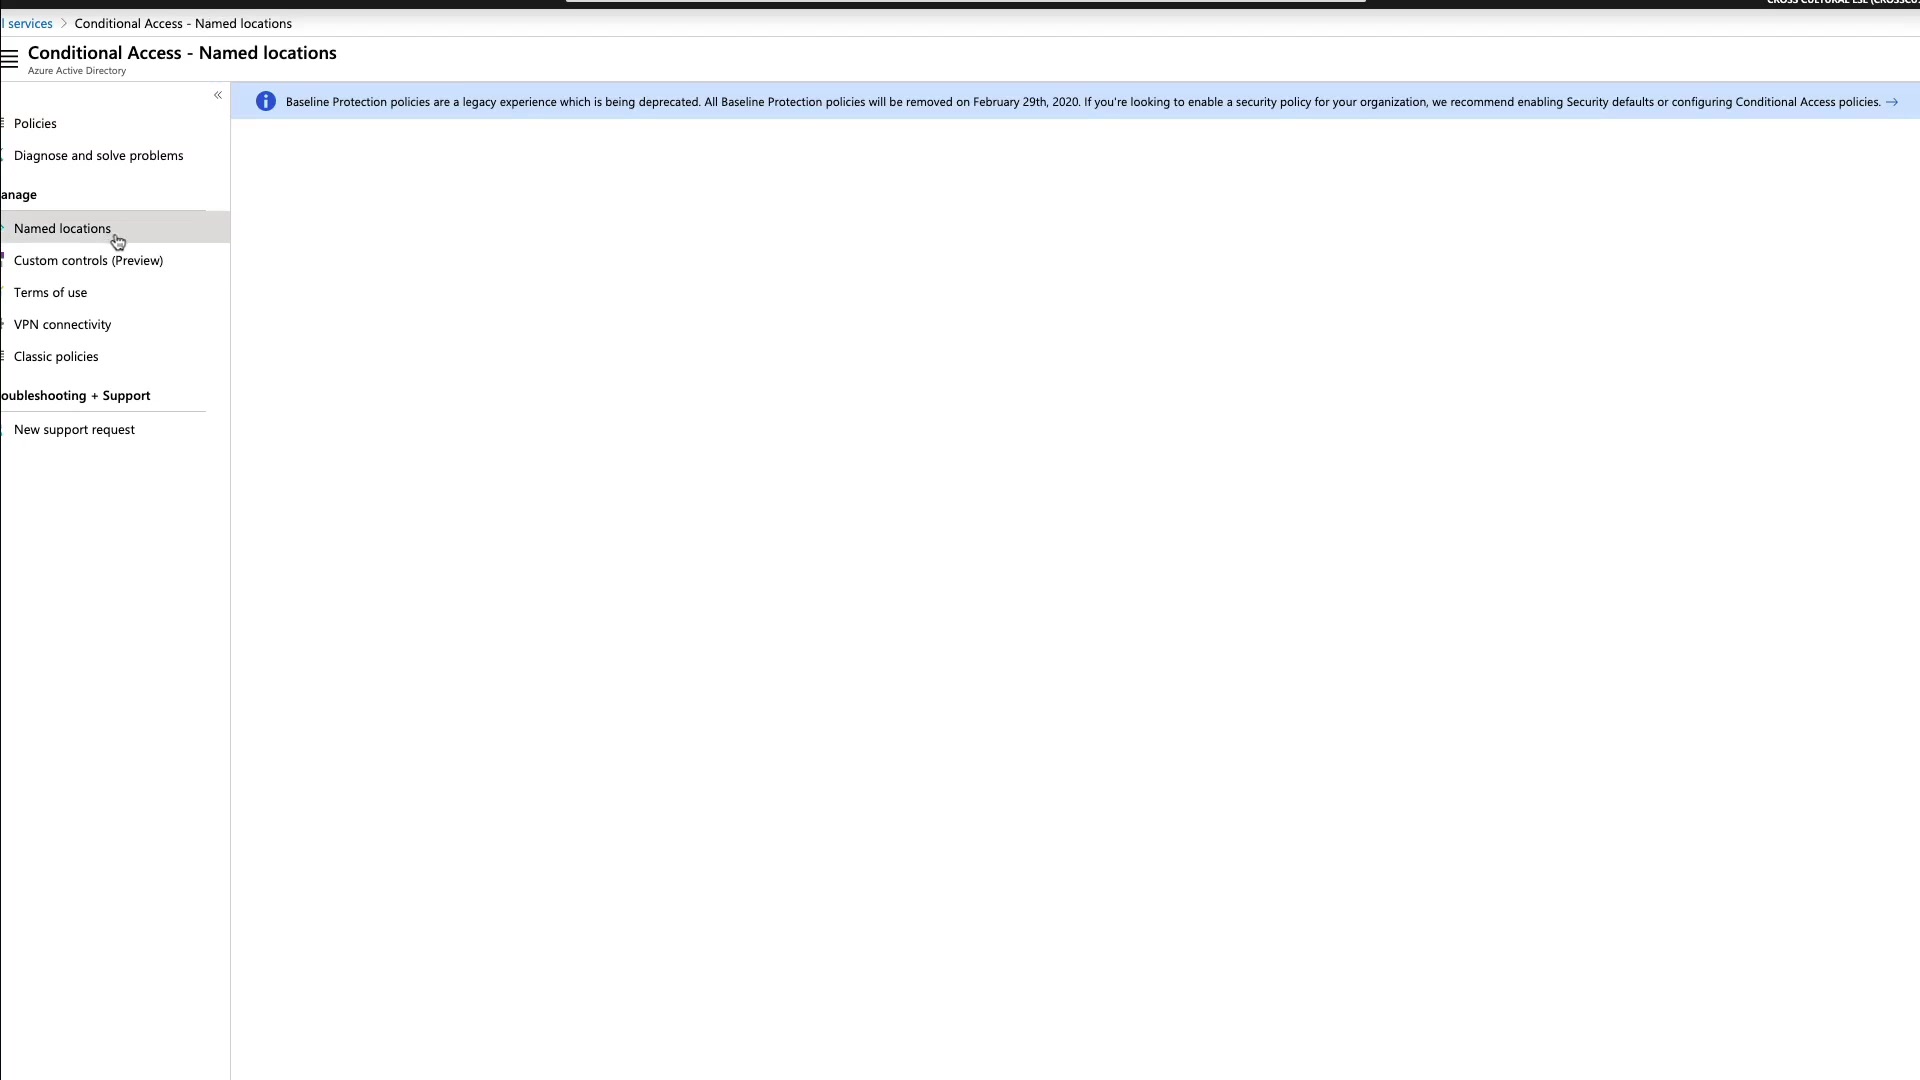 l services > Conditional Access - Named locations
Conditional Access - Named locations
Azure Active Directory
«
Baseline Protection policies are a legacy experience which is being deprecated. All Baseline Protection policies will be removed on February 29th, 2020. If you're looking to enable a security policy for your organization, we recommend enabling Security defaults or configuring Conditional Access policies. →
Policies
Diagnose and solve problems
anage
Named locations
Custom controls (Preview)
Terms of use
VPN connectivity
Classic policies
oubleshooting + Support
New support request